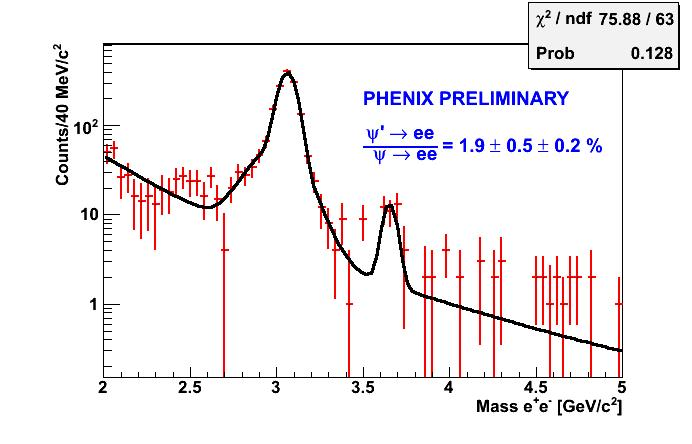 χ² / ndf 75.88 / 63
Prob 0.128
Counts/40 MeV/c²
PHENIX PRELIMINARY
ψ' → ee
ψ → ee
= 1.9 ± 0.5 ± 0.2 %
10²
10
1
2 2.5 3 3.5 4 4.5 5
Mass e⁺e⁻ [GeV/c²]